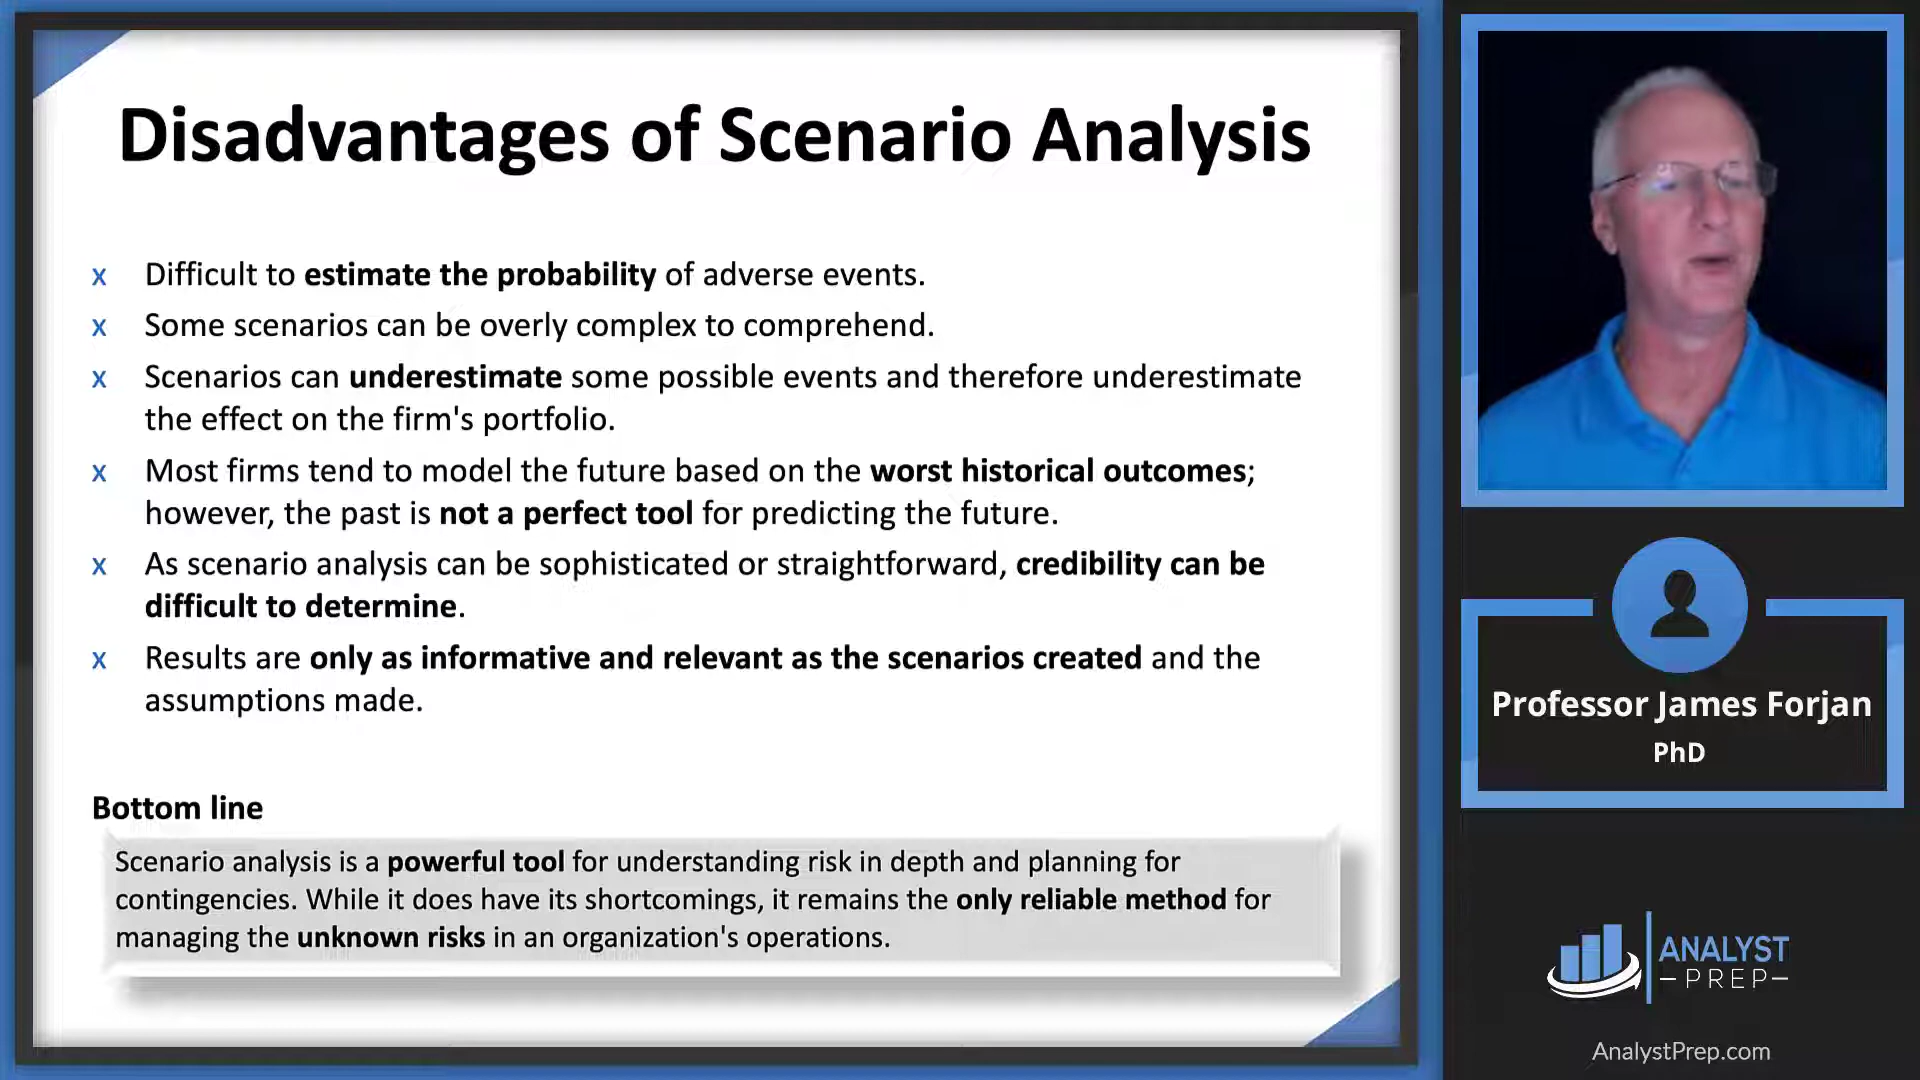 Disadvantages of Scenario Analysis
x Difficult to estimate the probability of adverse events.
x Some scenarios can be overly complex to comprehend.
x Scenarios can underestimate some possible events and therefore underestimate
the effect on the firm's portfolio.
x Most firms tend to model the future based on the worst historical outcomes;
however, the past is not a perfect tool for predicting the future.
x As scenario analysis can be sophisticated or straightforward, credibility can be
difficult to determine.
x Results are only as informative and relevant as the scenarios created and the
assumptions made.
Bottom line
Scenario analysis is a powerful tool for understanding risk in depth and planning for
contingencies. While it does have its shortcomings, it remains the only reliable method for
managing the unknown risks in an organization's operations.
Professor James Forjan
PhD
ANALYST
PREP
AnalystPrep.com